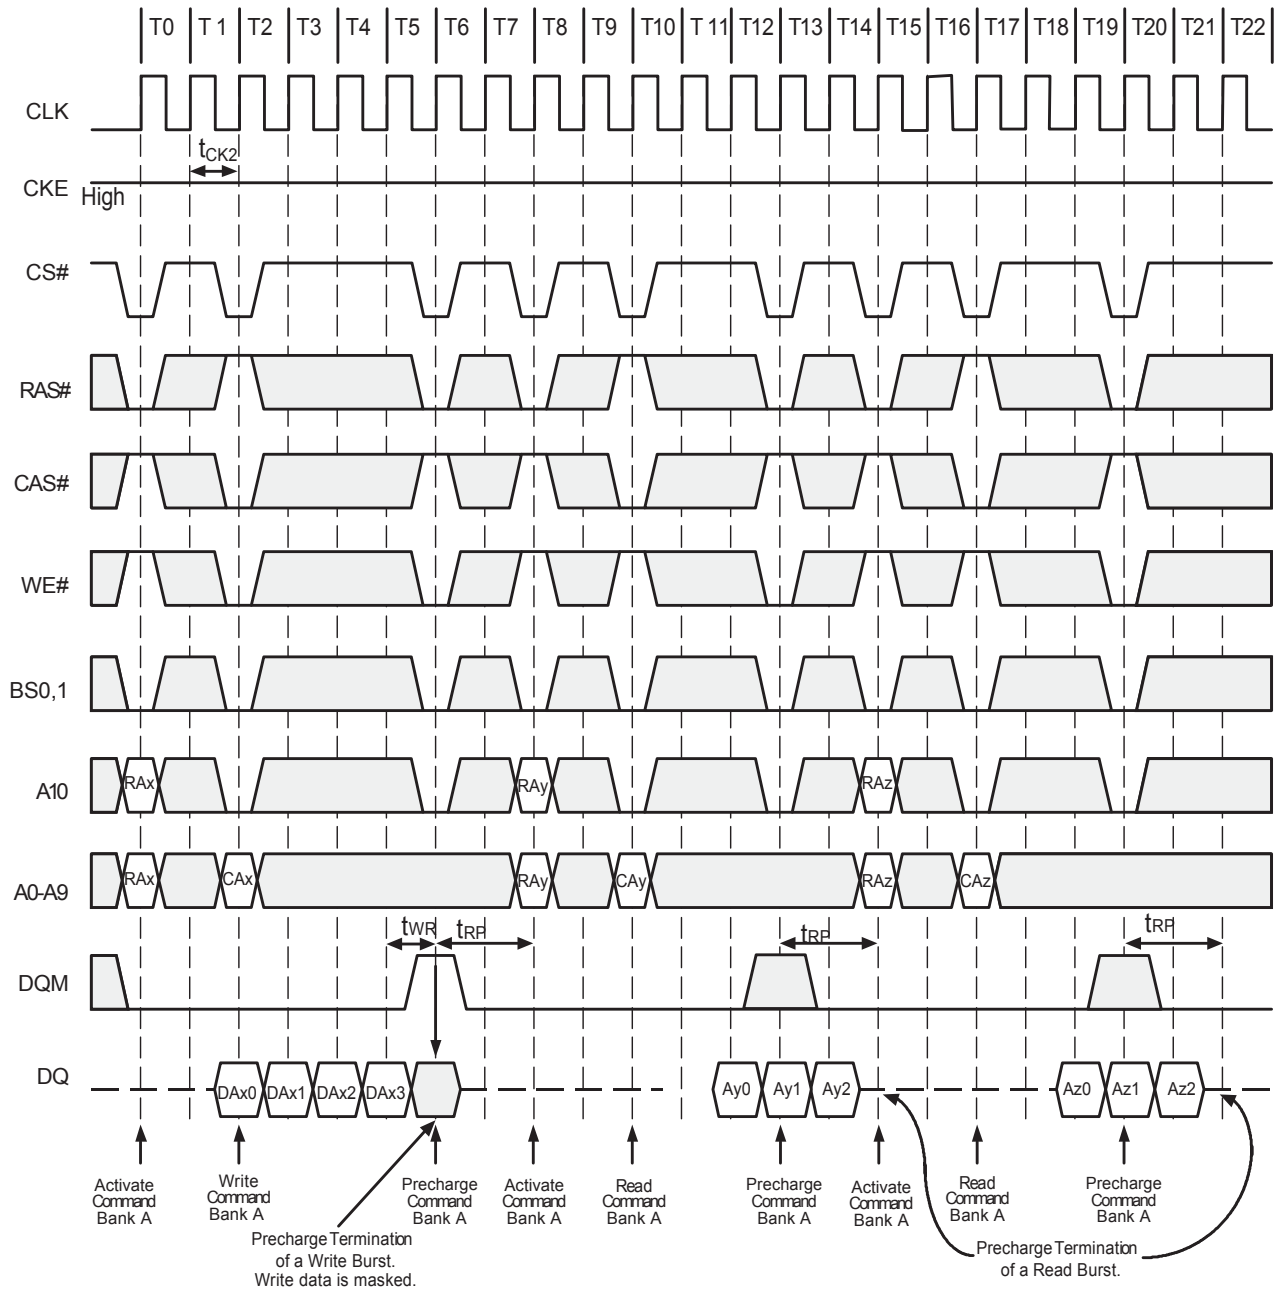 T0 T 1 T2 T3 T4 T5 T6 T7 T8 T9 T10 T 11 T12 T13 T14 T15 T16 T17 T18 T19 T20 T21 T22
CLK
tCK2
CKE High
CS#
RAS#
CAS#
WE#
BS0,1
A10 RAx RAy RAz
A0-A9 RAx CAx RAy CAy RAz CAz
tWR tRP tRP tRP
DQM
DQ DAx0 DAx1 DAx2 DAx3 Ay0 Ay1 Ay2 Az0 Az1 Az2
Activate
Command
Bank A
Write
Command
Bank A
Precharge
Command
Bank A
Activate
Command
Bank A
Read
Command
Bank A
Precharge
Command
Bank A
Activate
Command
Bank A
Read
Command
Bank A
Precharge
Command
Bank A
Precharge Termination
of a Write Burst.
Write data is masked.
Precharge Termination
of a Read Burst.